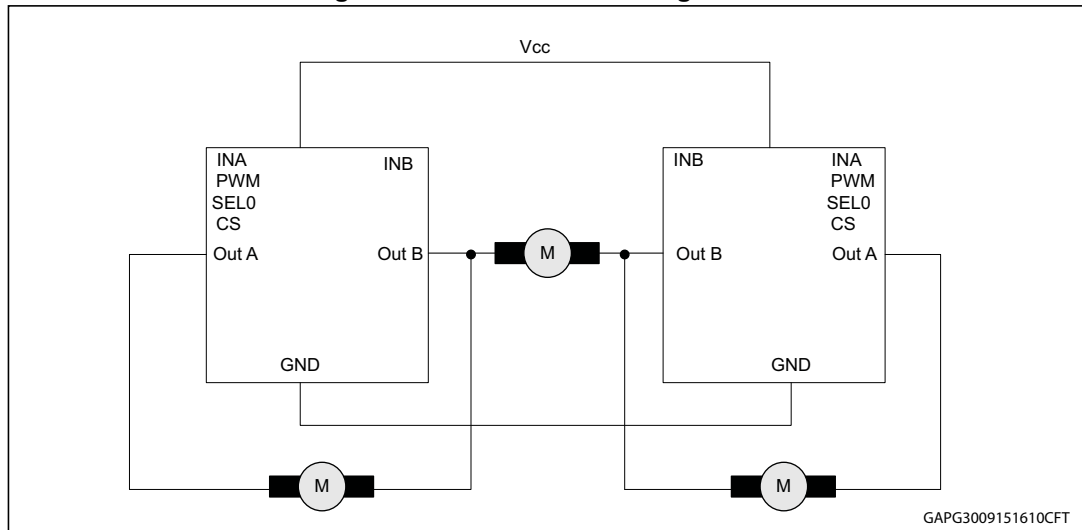 Vcc
INA
PWM
SEL0
CS
Out A
INB
Out B
GND
M
INB
Out B
INA
PWM
SEL0
CS
Out A
GND
M
M
GAPG3009151610CFT